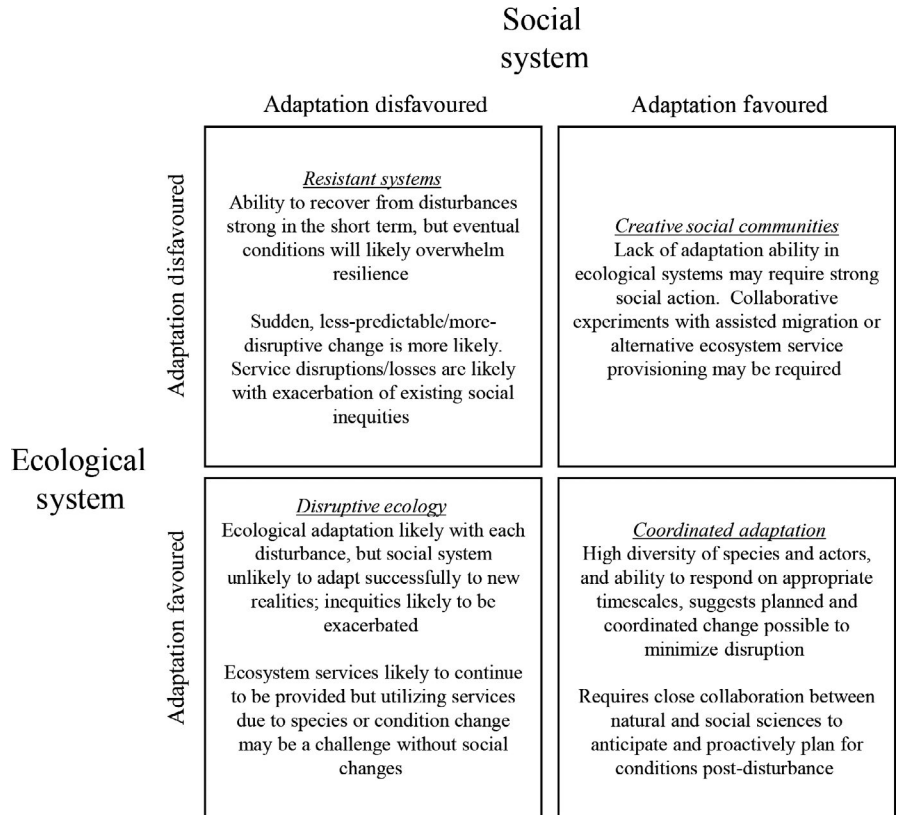 Social
system
Adaptation disfavoured
Adaptation favoured
Ecological
system
Adaptation disfavoured
Resistant systems
Ability to recover from disturbances
strong in the short term, but eventual
conditions will likely overwhelm
resilience
Sudden, less-predictable/more-
disruptive change is more likely.
Service disruptions/losses are likely
with exacerbation of existing social
inequities
Creative social communities
Lack of adaptation ability in
ecological systems may require strong
social action.  Collaborative
experiments with assisted migration or
alternative ecosystem service
provisioning may be required
Adaptation favoured
Disruptive ecology
Ecological adaptation likely with each
disturbance, but social system
unlikely to adapt successfully to new
realities; inequities likely to be
exacerbated
Ecosystem services likely to continue
to be provided but utilizing services
due to species or condition change
may be a challenge without social
changes
Coordinated adaptation
High diversity of species and actors,
and ability to respond on appropriate
timescales, suggests planned and
coordinated change possible to
minimize disruption
Requires close collaboration between
natural and social sciences to
anticipate and proactively plan for
conditions post-disturbance